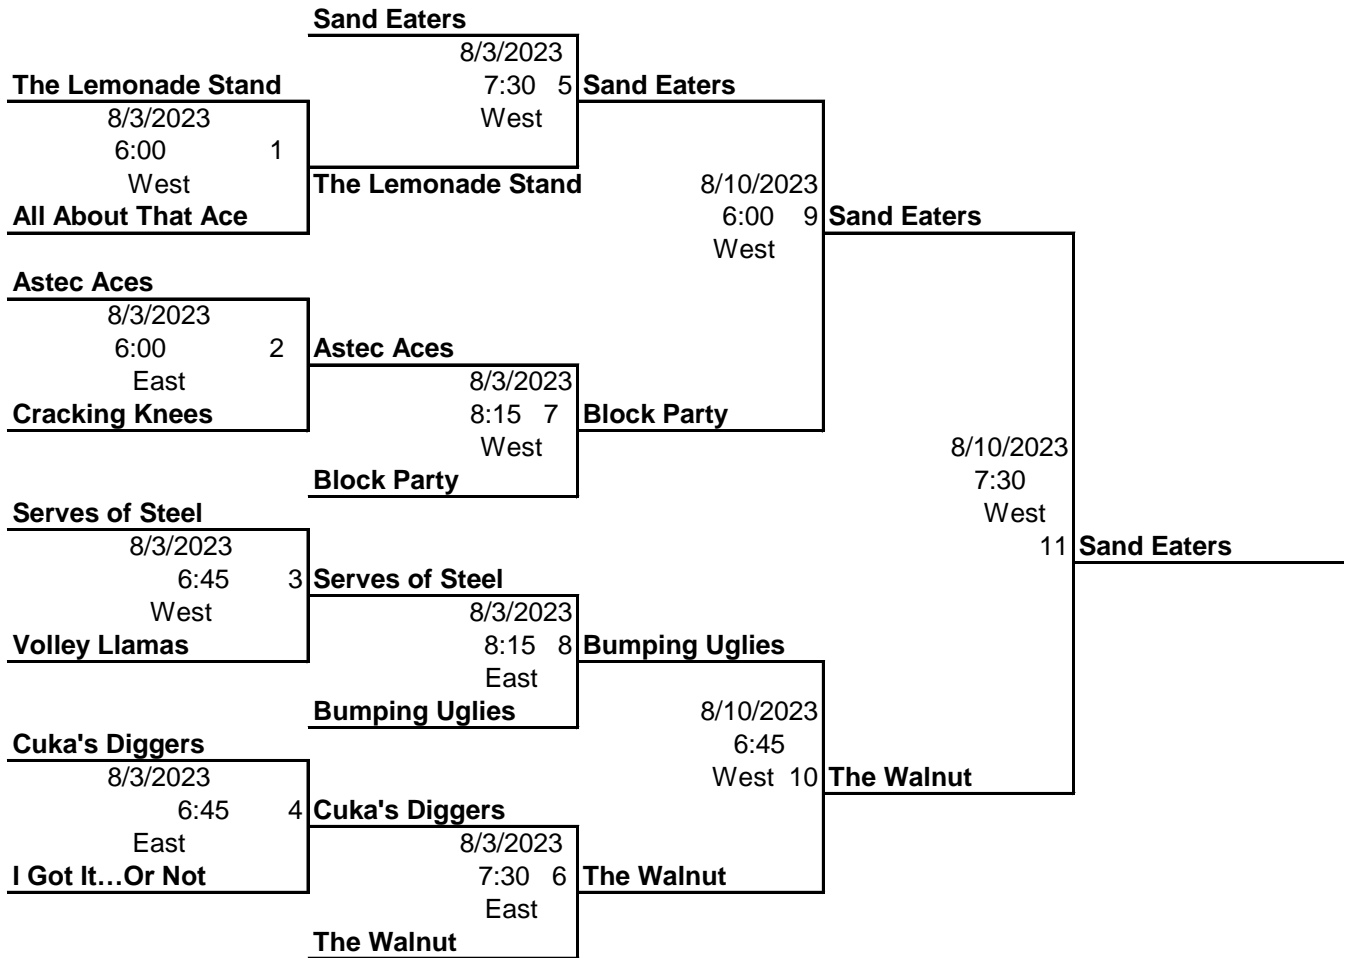 Sand Eaters
8/3/2023
The Lemonade Stand 7:30 5 Sand Eaters
8/3/2023 West
6:00 1
West The Lemonade Stand 8/10/2023
All About That Ace 6:00 9 Sand Eaters
West
Astec Aces
8/3/2023
6:00 2 Astec Aces
East 8/3/2023
Cracking Knees 8:15 7 Block Party
West 8/10/2023
Block Party 7:30
Serves of Steel West
8/3/2023 11 Sand Eaters
6:45 3 Serves of Steel
West 8/3/2023
Volley Llamas 8:15 8 Bumping Uglies
East
Bumping Uglies 8/10/2023
Cuka's Diggers 6:45
8/3/2023 West 10 The Walnut
6:45 4 Cuka's Diggers
East 8/3/2023
I Got It…Or Not 7:30 6 The Walnut
East
The Walnut